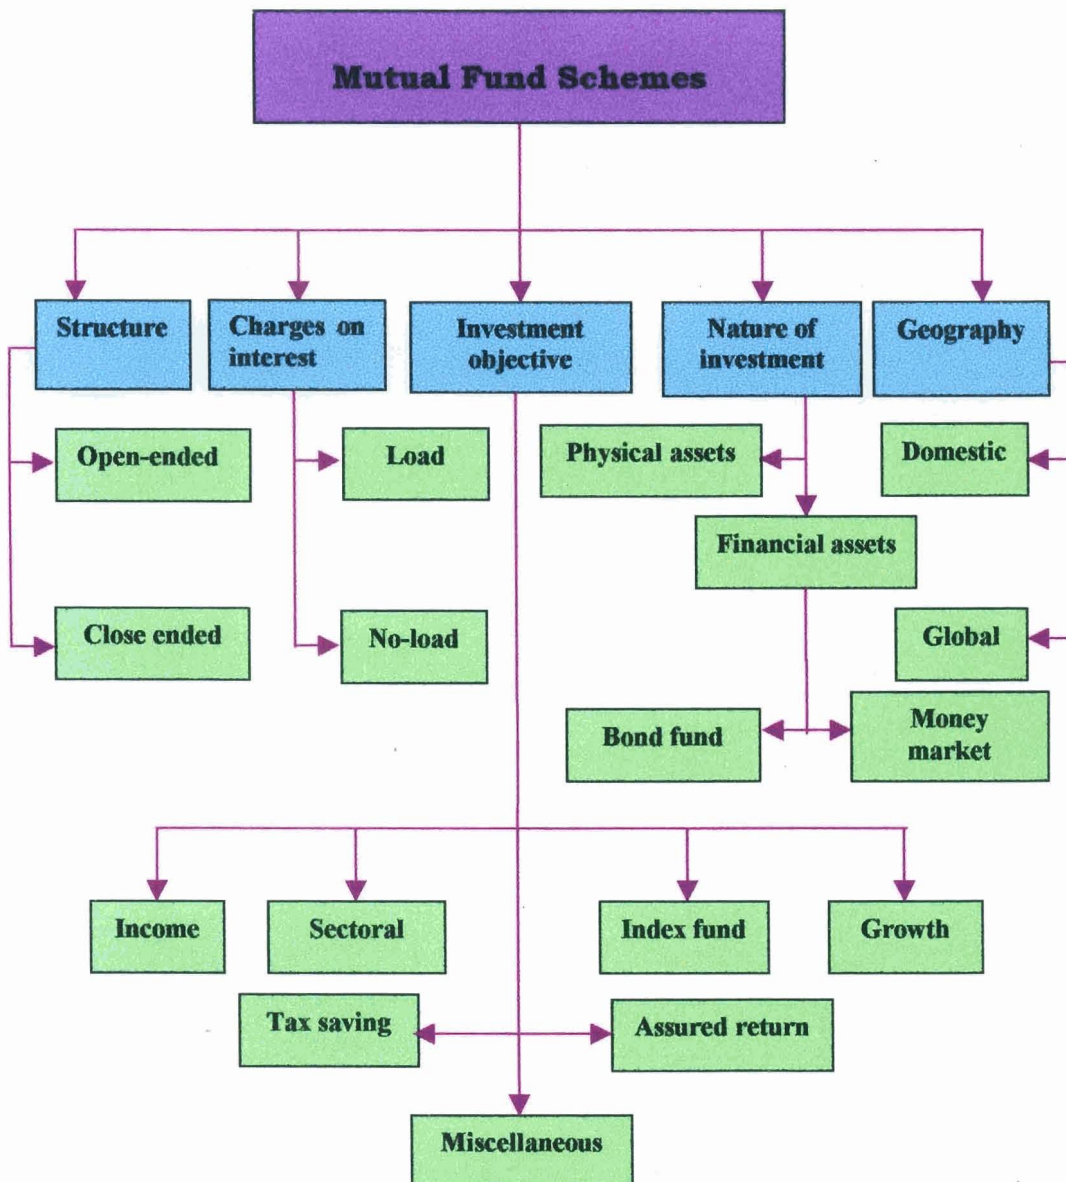 Mutual Fund Schemes
Structure
Charges on
interest
Investment
objective
Nature of
investment
Geography
Open-ended
Load
Physical assets
Domestic
Financial assets
Close ended
No-load
Global
Bond fund
Money
market
Income
Sectoral
Index fund
Growth
Tax saving
Assured return
Miscellaneous